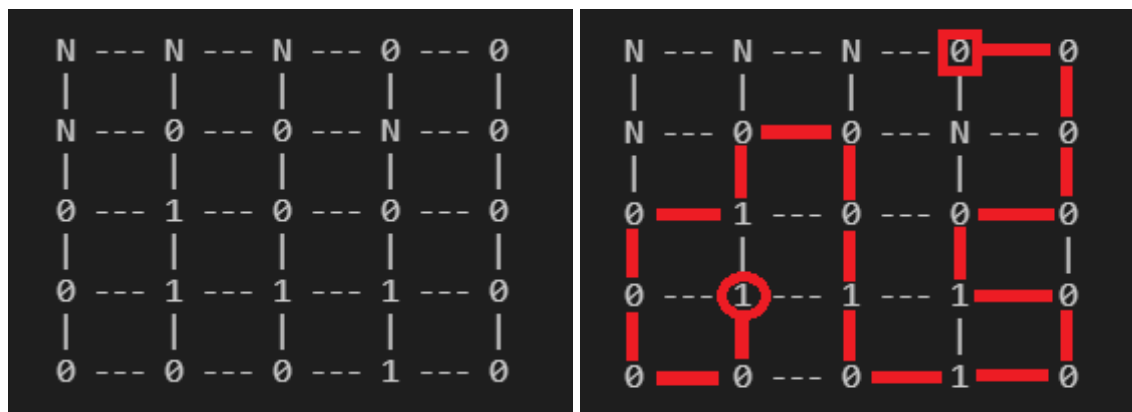 N --- N --- N --- 0 --- 0
| | | | |
N --- 0 --- 0 --- N --- 0
| | | | |
0 --- 1 --- 0 --- 0 --- 0
| | | | |
0 --- 1 --- 1 --- 1 --- 0
| | | | |
0 --- 0 --- 0 --- 1 --- 0
N --- N --- N --- 0 0
| | | |
N --- 0 0 --- N --- 0
| |
0 1 --- 0 --- 0 0
| |
0 --- 1 --- 1 --- 1 0
|
0 0 --- 0 1 0